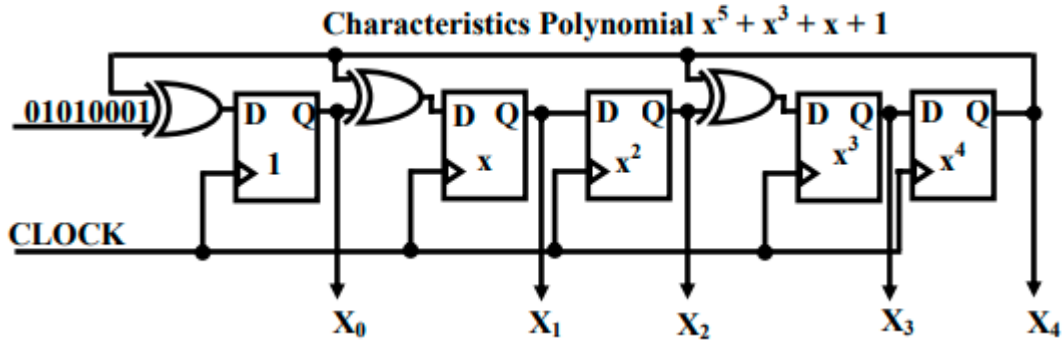 Characteristics Polynomial x⁵ + x³ + x + 1
01010001
D Q D Q D Q D Q D Q
1 x x² x³ x⁴
CLOCK
X₀ X₁ X₂ X₃ X₄